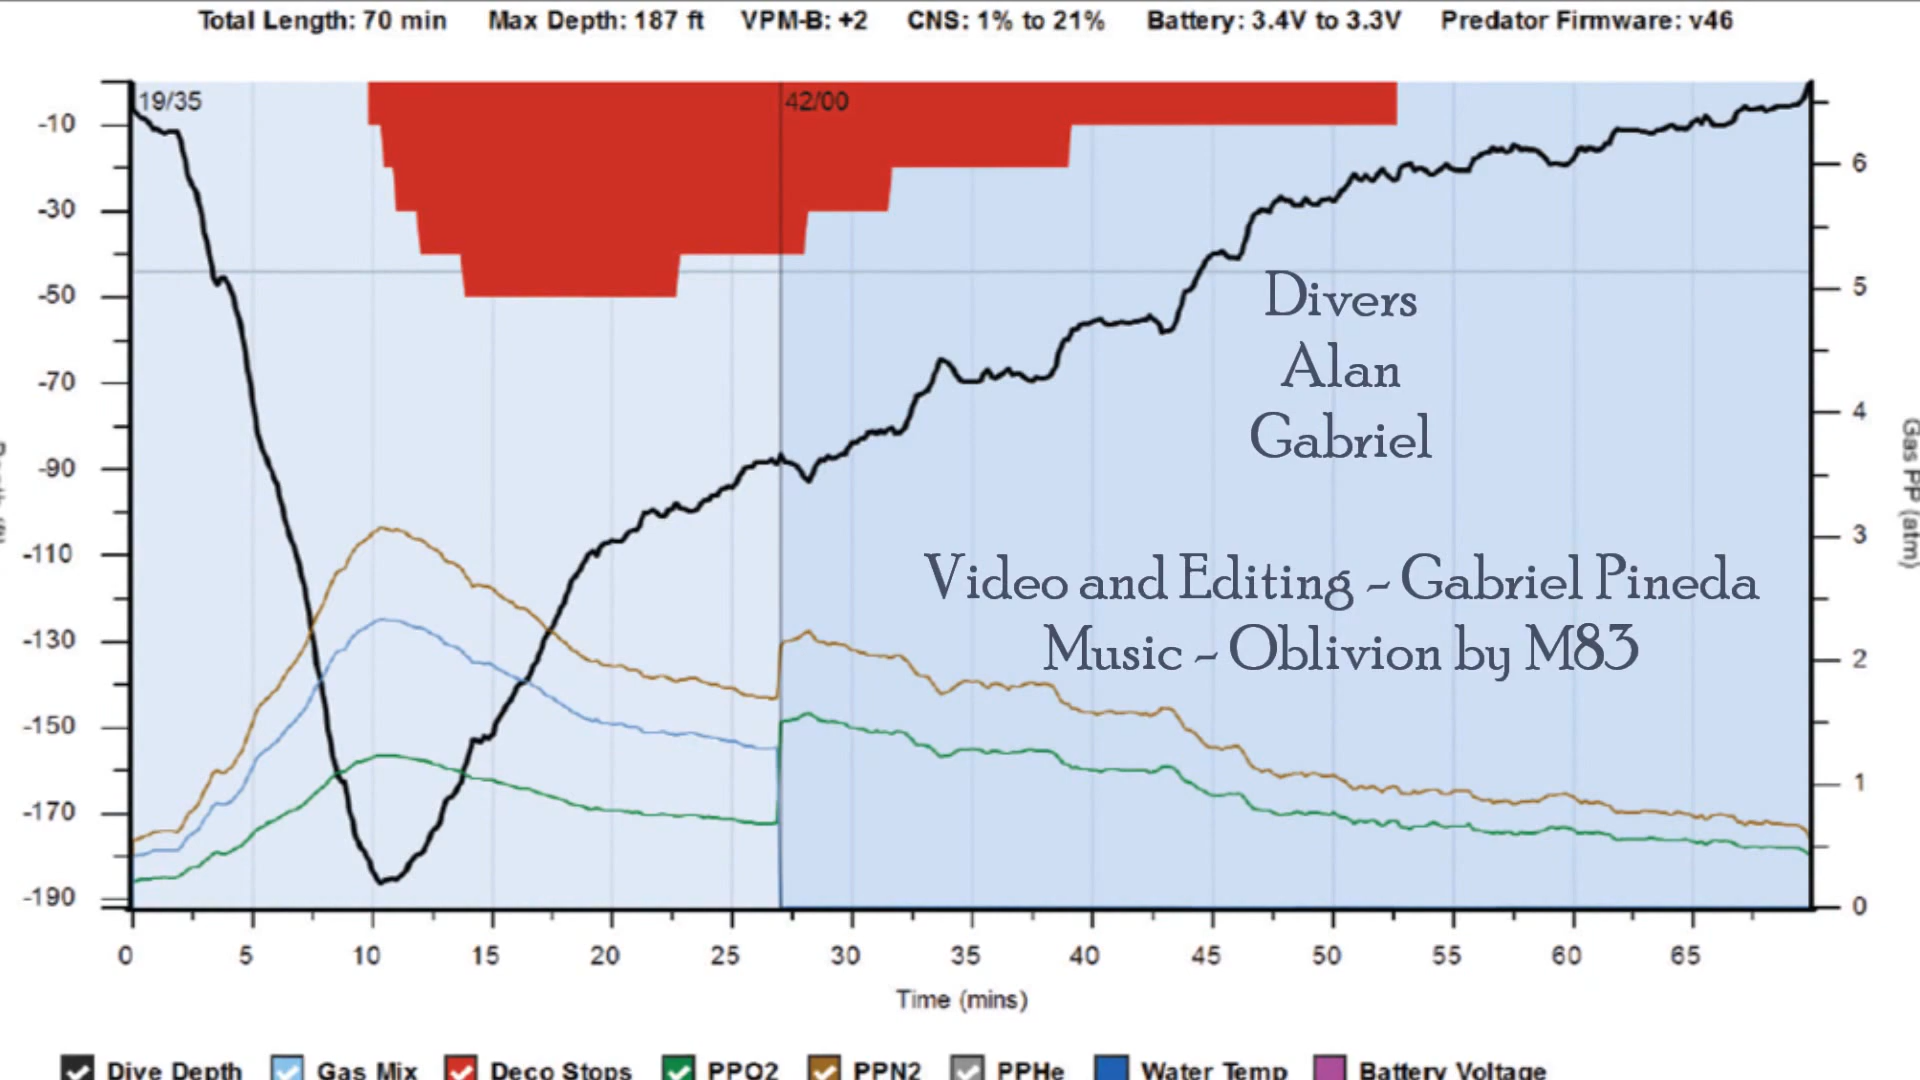 Total Length: 70 min Max Depth: 187 ft VPM-B: +2 CNS: 1% to 21% Battery: 3.4V to 3.3V Predator Firmware: v46
19/35 42/00
-10
-30
-50
-70
-90
-110
-130
-150
-170
-190
6
5
4
3
2
1
0
Gas PP (atm)
Divers
Alan
Gabriel
Video and Editing ~ Gabriel Pineda
Music ~ Oblivion by M83
0 5 10 15 20 25 30 35 40 45 50 55 60 65
Time (mins)
Dive Depth Gas Mix Deco Stops PPO2 PPN2 PPHe Water Temp Battery Voltage